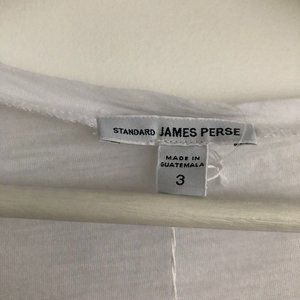 STANDARD JAMES PERSE
MADE IN
GUATEMALA
3